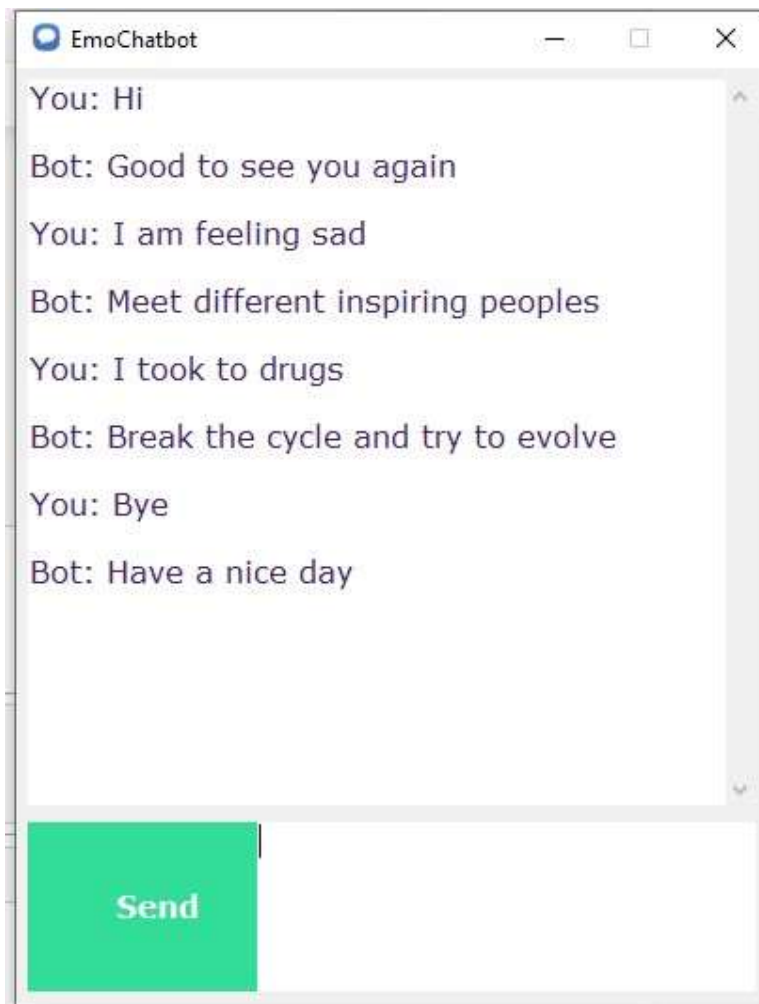 EmoChatbot
You: Hi
Bot: Good to see you again
You: I am feeling sad
Bot: Meet different inspiring peoples
You: I took to drugs
Bot: Break the cycle and try to evolve
You: Bye
Bot: Have a nice day
Send